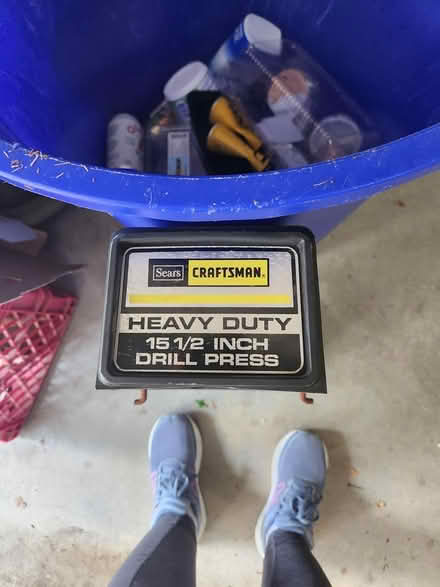 Sears CRAFTSMAN®
HEAVY DUTY
15 1/2 INCH
DRILL PRESS